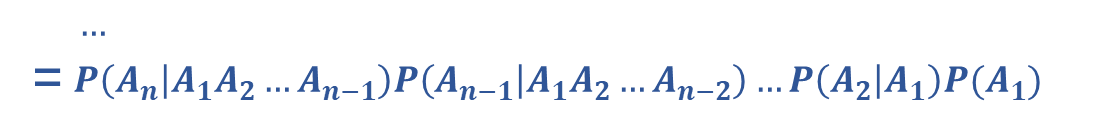 ...
= P(Aₙ|A₁A₂ ... Aₙ₋₁)P(Aₙ₋₁|A₁A₂ ... Aₙ₋₂) ... P(A₂|A₁)P(A₁)